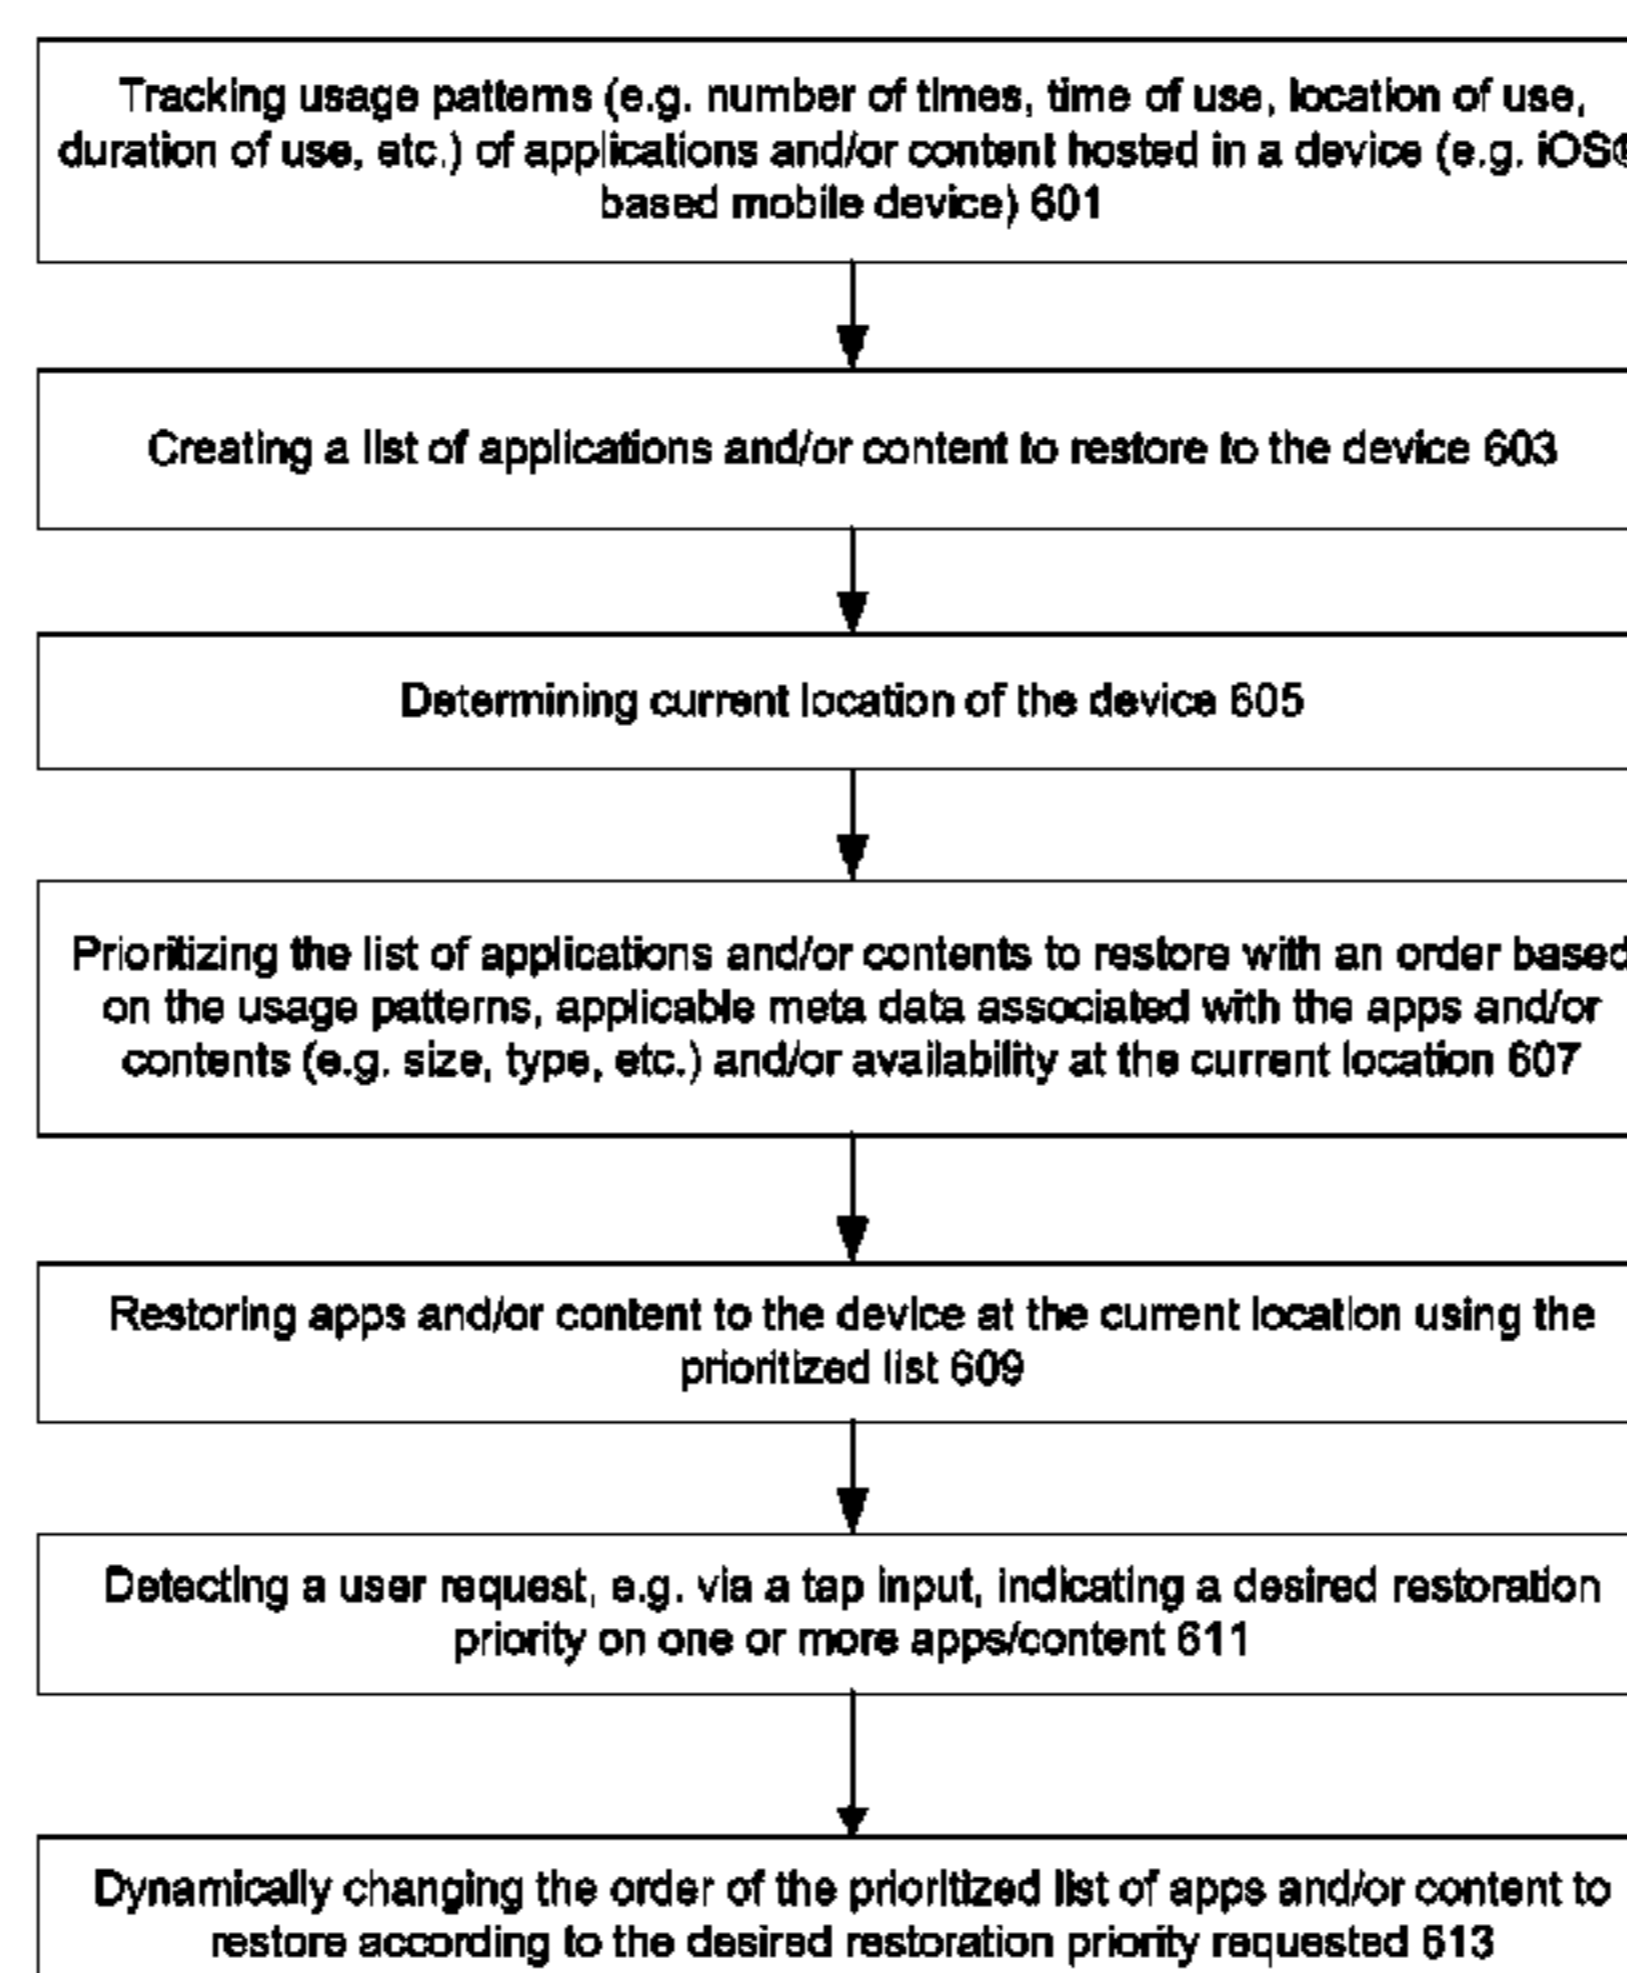 Tracking usage patterns (e.g. number of times, time of use, location of use,
duration of use, etc.) of applications and/or content hosted in a device (e.g. iOS®
based mobile device) 601
Creating a list of applications and/or content to restore to the device 603
Determining current location of the device 605
Prioritizing the list of applications and/or contents to restore with an order based
on the usage patterns, applicable meta data associated with the apps and/or
contents (e.g. size, type, etc.) and/or availability at the current location 607
Restoring apps and/or content to the device at the current location using the
prioritized list 609
Detecting a user request, e.g. via a tap input, indicating a desired restoration
priority on one or more apps/content 611
Dynamically changing the order of the prioritized list of apps and/or content to
restore according to the desired restoration priority requested 613